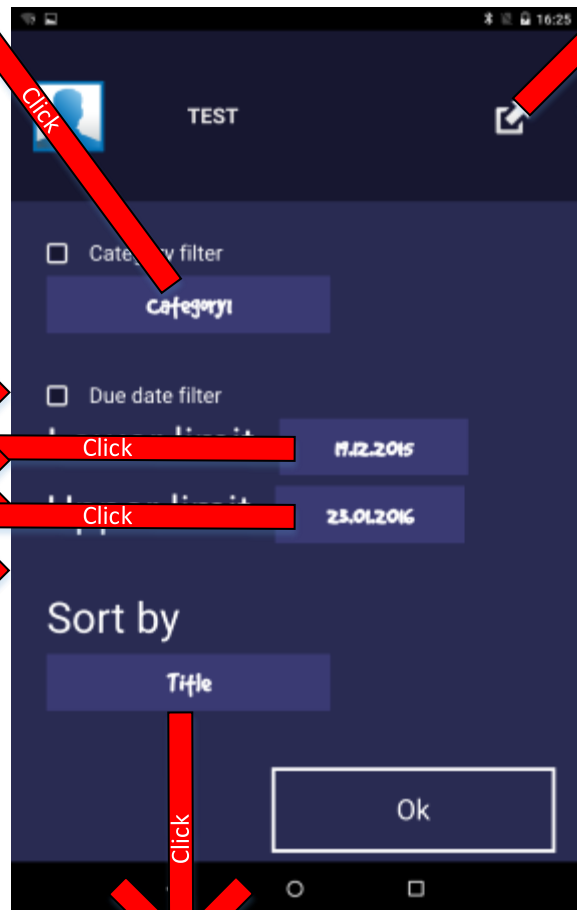 16:25
TEST
Click
Category filter
Category1
Due date filter
Click
19.12.2015
Click
23.01.2016
Sort by
Title
Click
Ok